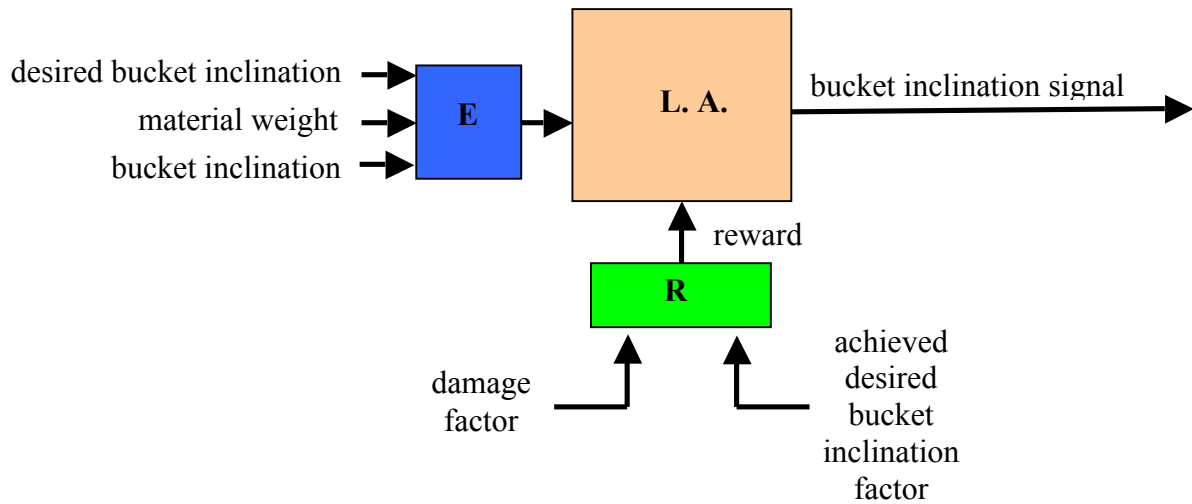 desired bucket inclination
material weight
bucket inclination
E
L. A.
bucket inclination signal
reward
R
damage
factor
achieved
desired
bucket
inclination
factor